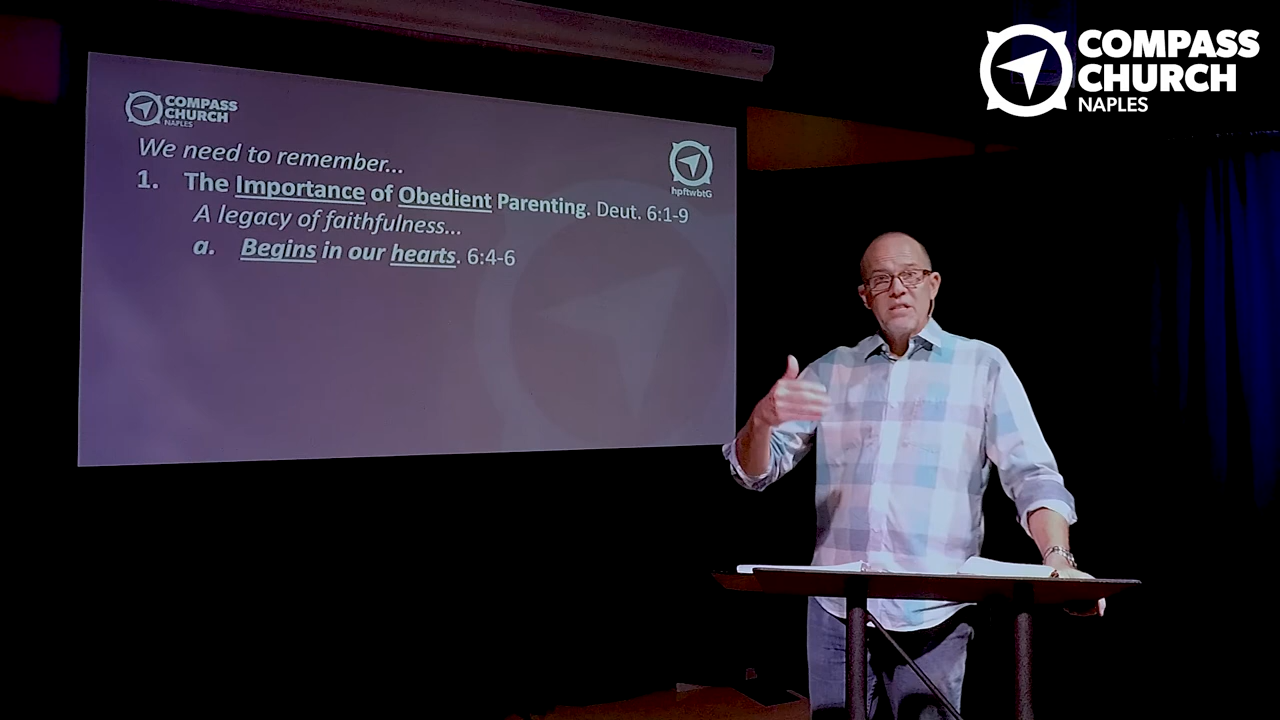 COMPASS
CHURCH
NAPLES
COMPASS
CHURCH
NAPLES
hpftwbtG
We need to remember...
1. The Importance of Obedient Parenting. Deut. 6:1-9
A legacy of faithfulness...
a. Begins in our hearts. 6:4-6